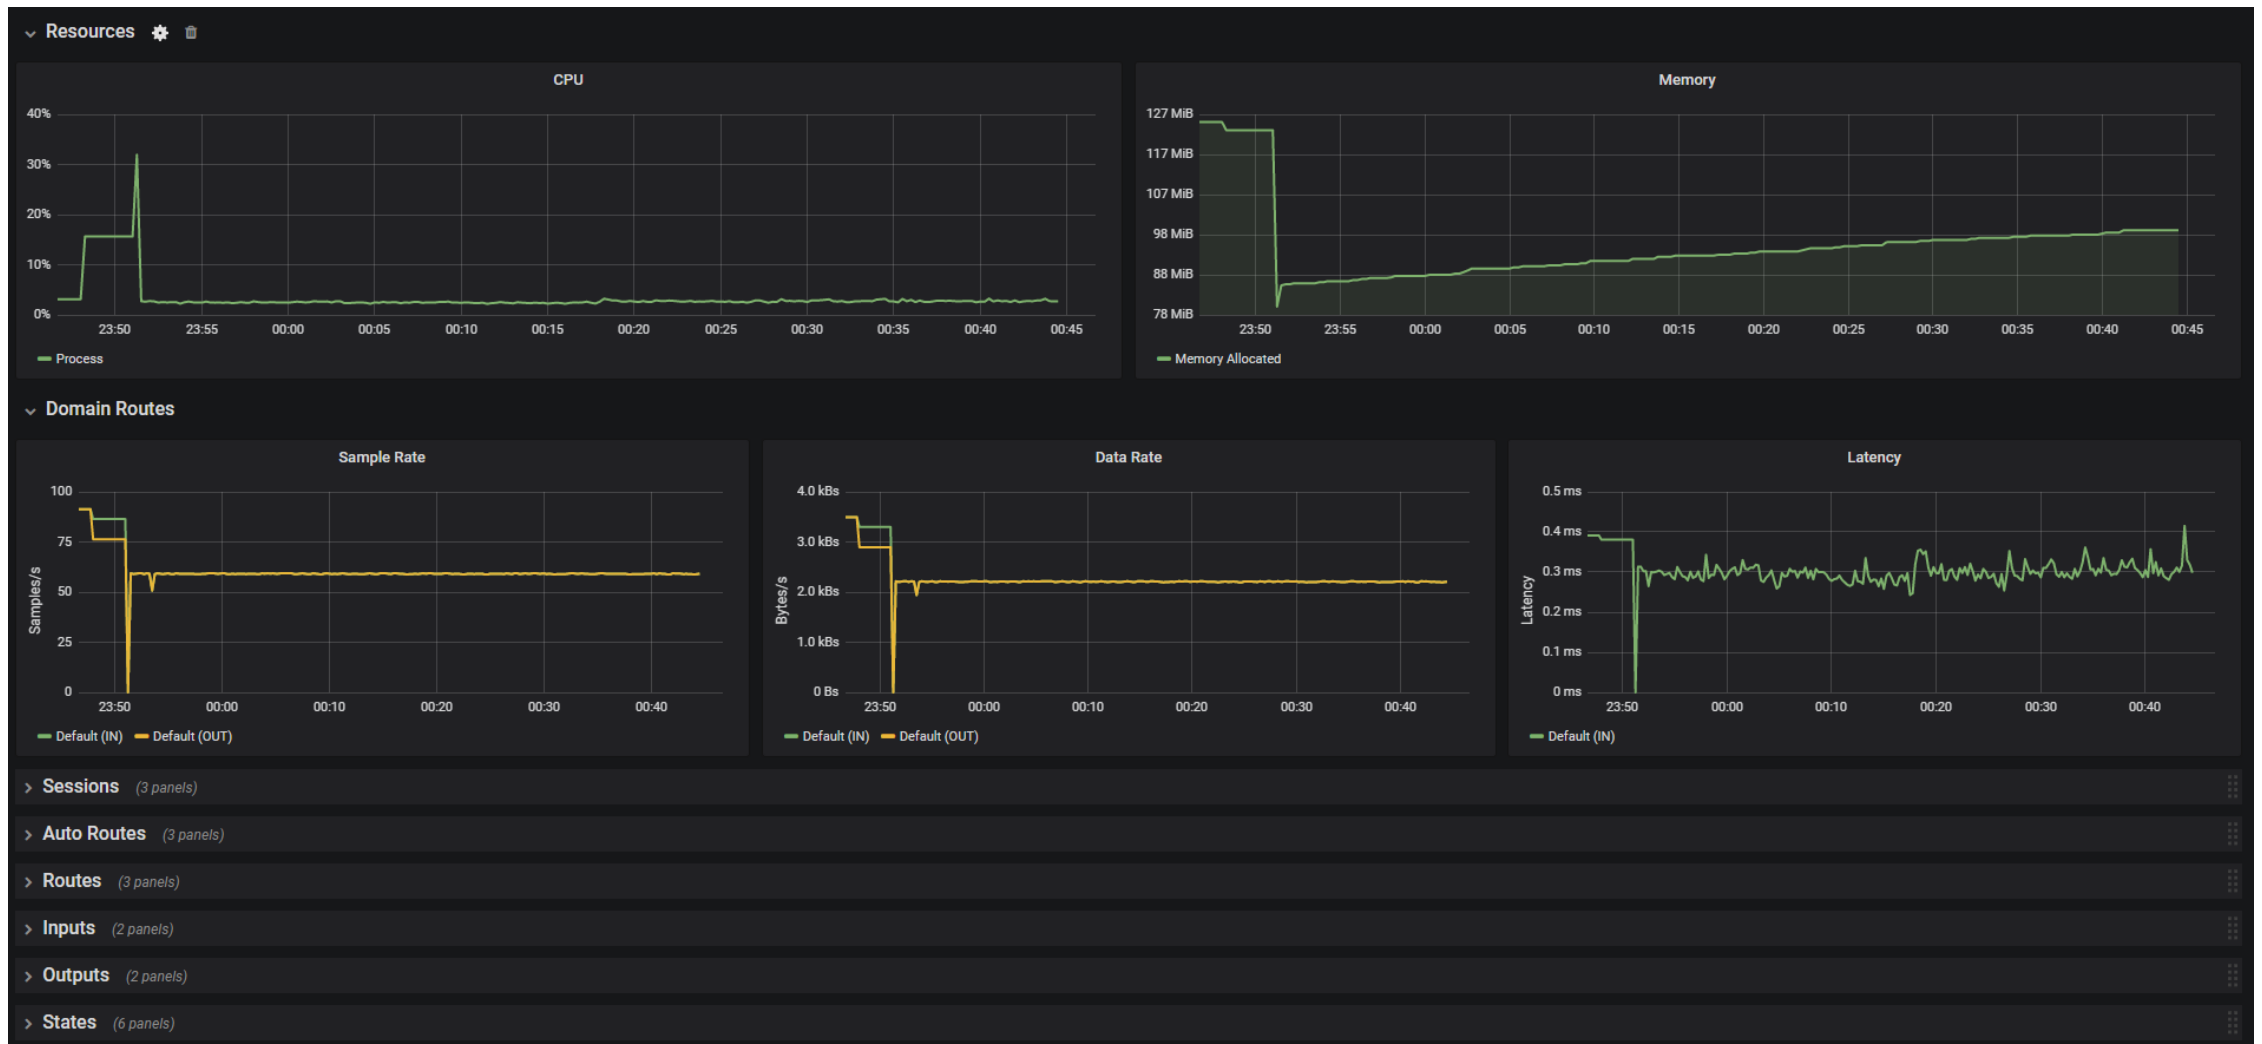 Resources
CPU
40%
30%
20%
10%
0%
23:50 23:55 00:00 00:05 00:10 00:15 00:20 00:25 00:30 00:35 00:40 00:45
Process
Memory
127 MiB
117 MiB
107 MiB
98 MiB
88 MiB
78 MiB
23:50 23:55 00:00 00:05 00:10 00:15 00:20 00:25 00:30 00:35 00:40 00:45
Memory Allocated
Domain Routes
Sample Rate
Samples/s
100
75
50
25
0
23:50 00:00 00:10 00:20 00:30 00:40
Default (IN) Default (OUT)
Data Rate
Bytes/s
4.0 kBs
3.0 kBs
2.0 kBs
1.0 kBs
0 Bs
23:50 00:00 00:10 00:20 00:30 00:40
Default (IN) Default (OUT)
Latency
Latency
0.5 ms
0.4 ms
0.3 ms
0.2 ms
0.1 ms
0 ms
23:50 00:00 00:10 00:20 00:30 00:40
Default (IN)
Sessions (3 panels)
Auto Routes (3 panels)
Routes (3 panels)
Inputs (2 panels)
Outputs (2 panels)
States (6 panels)